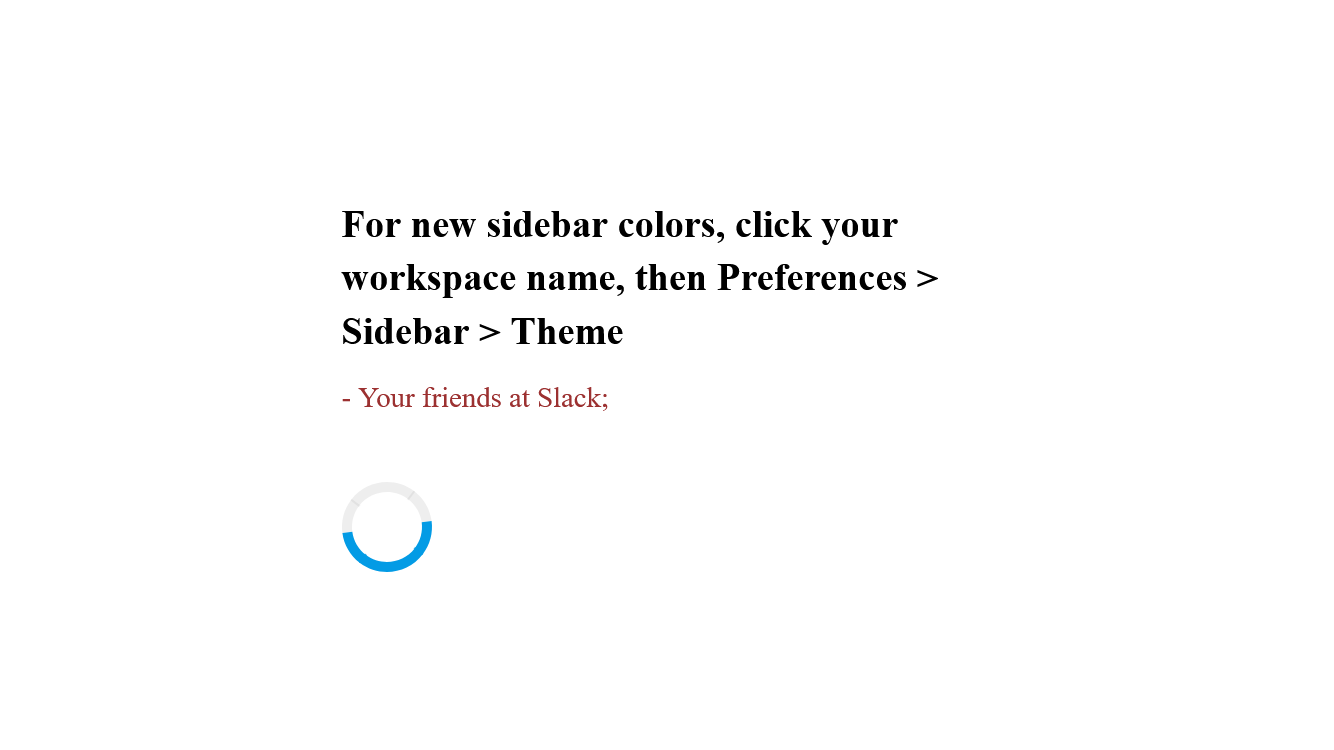 For new sidebar colors, click your
workspace name, then Preferences >
Sidebar > Theme
- Your friends at Slack;